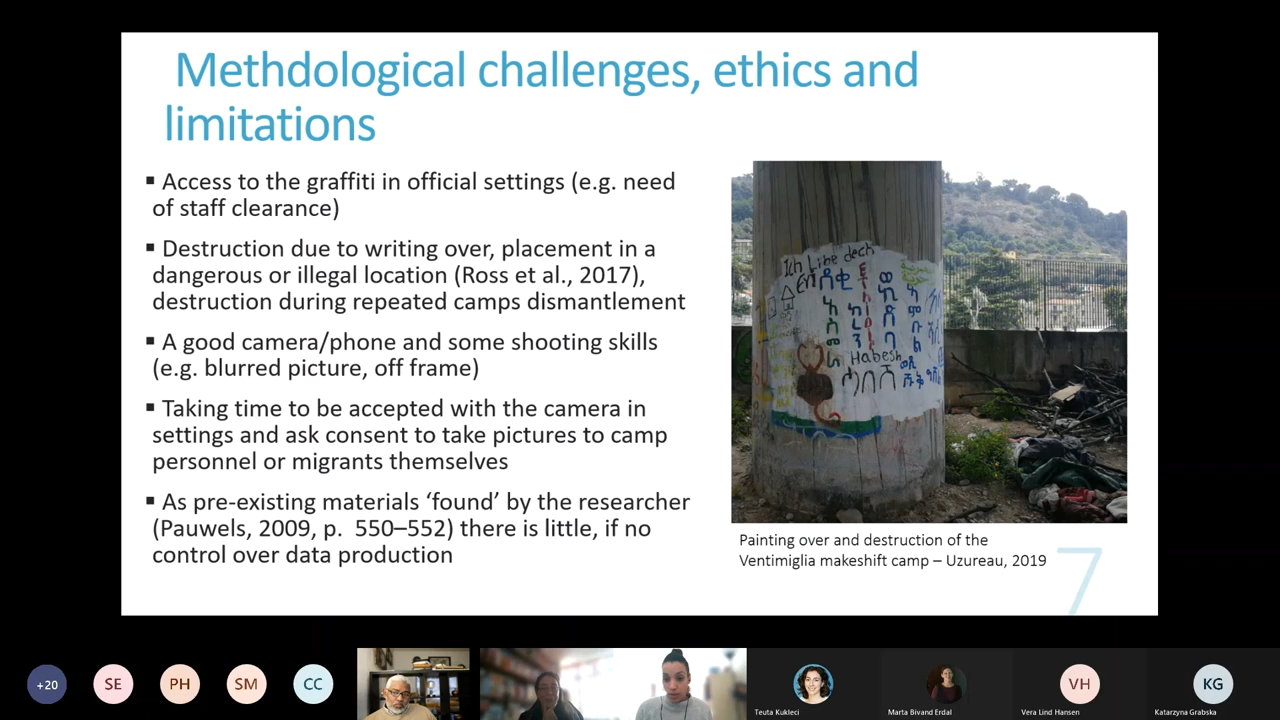 Methdological challenges, ethics and
limitations
▪ Access to the graffiti in official settings (e.g. need
of staff clearance)
▪ Destruction due to writing over, placement in a
dangerous or illegal location (Ross et al., 2017),
destruction during repeated camps dismantlement
▪ A good camera/phone and some shooting skills
(e.g. blurred picture, off frame)
▪ Taking time to be accepted with the camera in
settings and ask consent to take pictures to camp
personnel or migrants themselves
▪ As pre-existing materials ‘found’ by the researcher
(Pauwels, 2009, p. 550–552) there is little, if no
control over data production
Ich Libe dech
Habesh
ሓበሻ
Painting over and destruction of the
Ventimiglia makeshift camp – Uzureau, 2019
7
+20
SE
PH
SM
CC
VH
KG
Teuta Kukleci
Marta Bivand Erdal
Vera Lind Hansen
Katarzyna Grabska